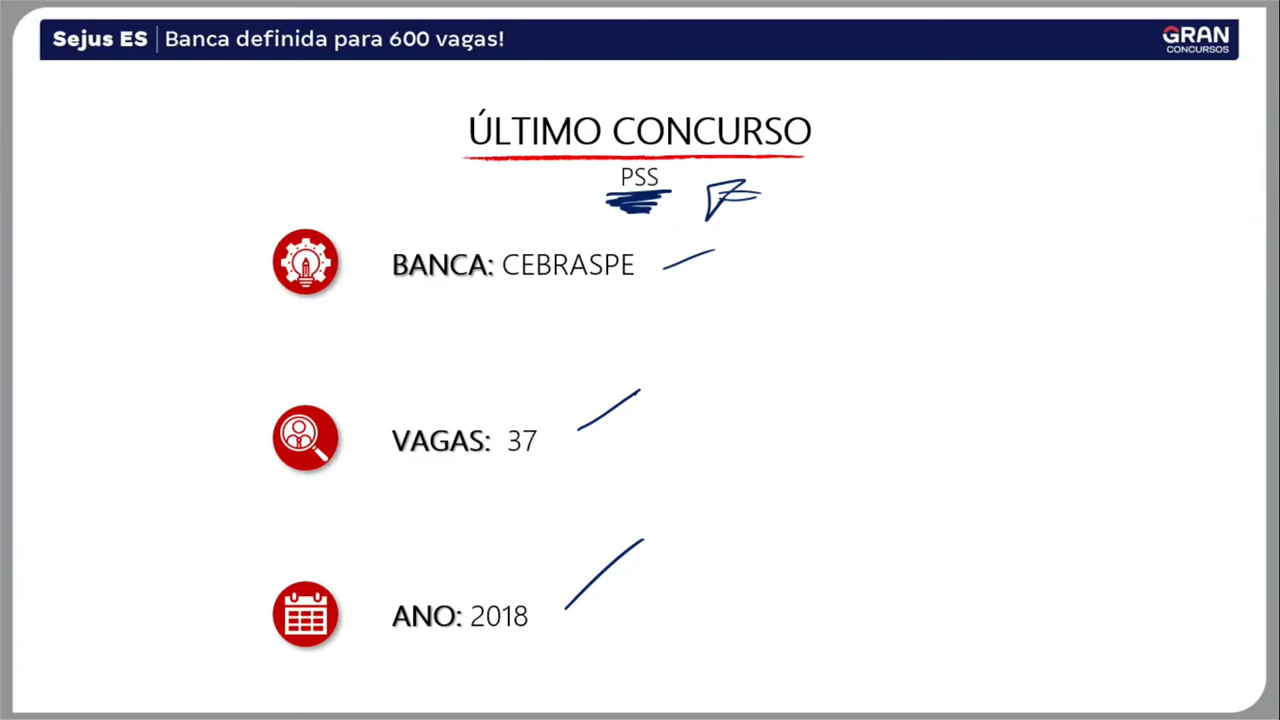 Sejus ES | Banca definida para 600 vagas!
GRAN
CONCURSOS
ÚLTIMO CONCURSO
PSS
BANCA: CEBRASPE
VAGAS: 37
ANO: 2018